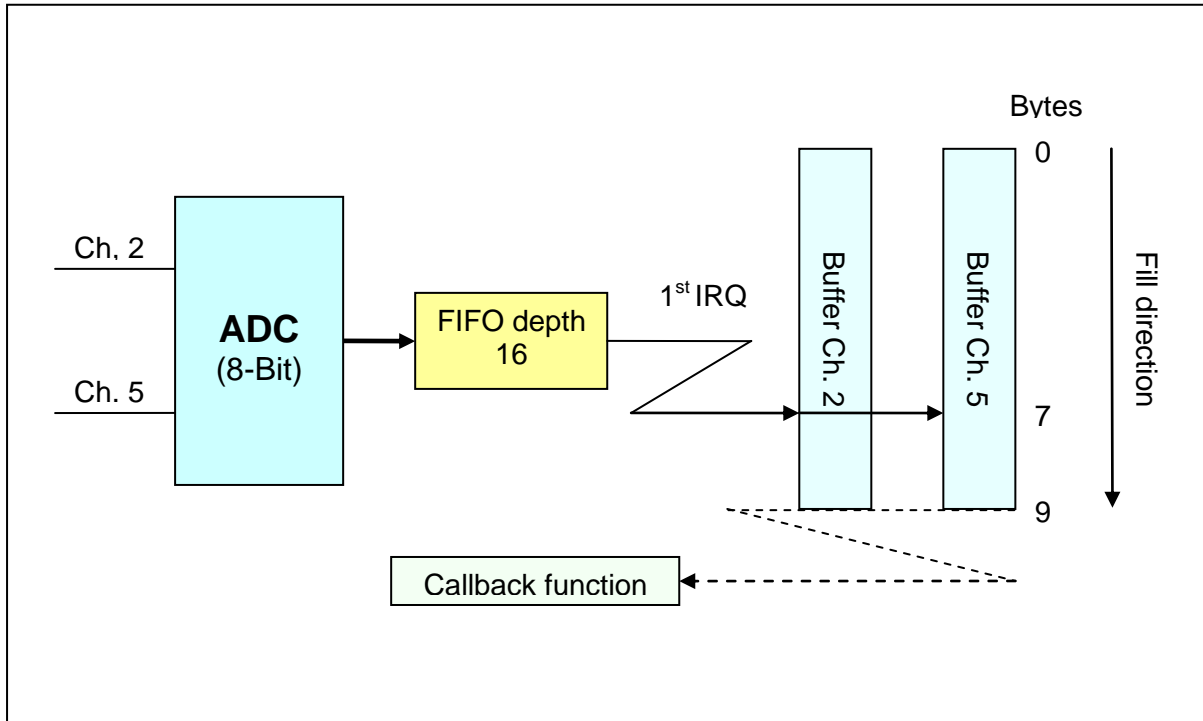 Bytes
0
Ch, 2
ADC
(8-Bit)
Ch. 5
FIFO depth
16
1st IRQ
Buffer Ch. 2
Buffer Ch. 5
Fill direction
7
9
Callback function